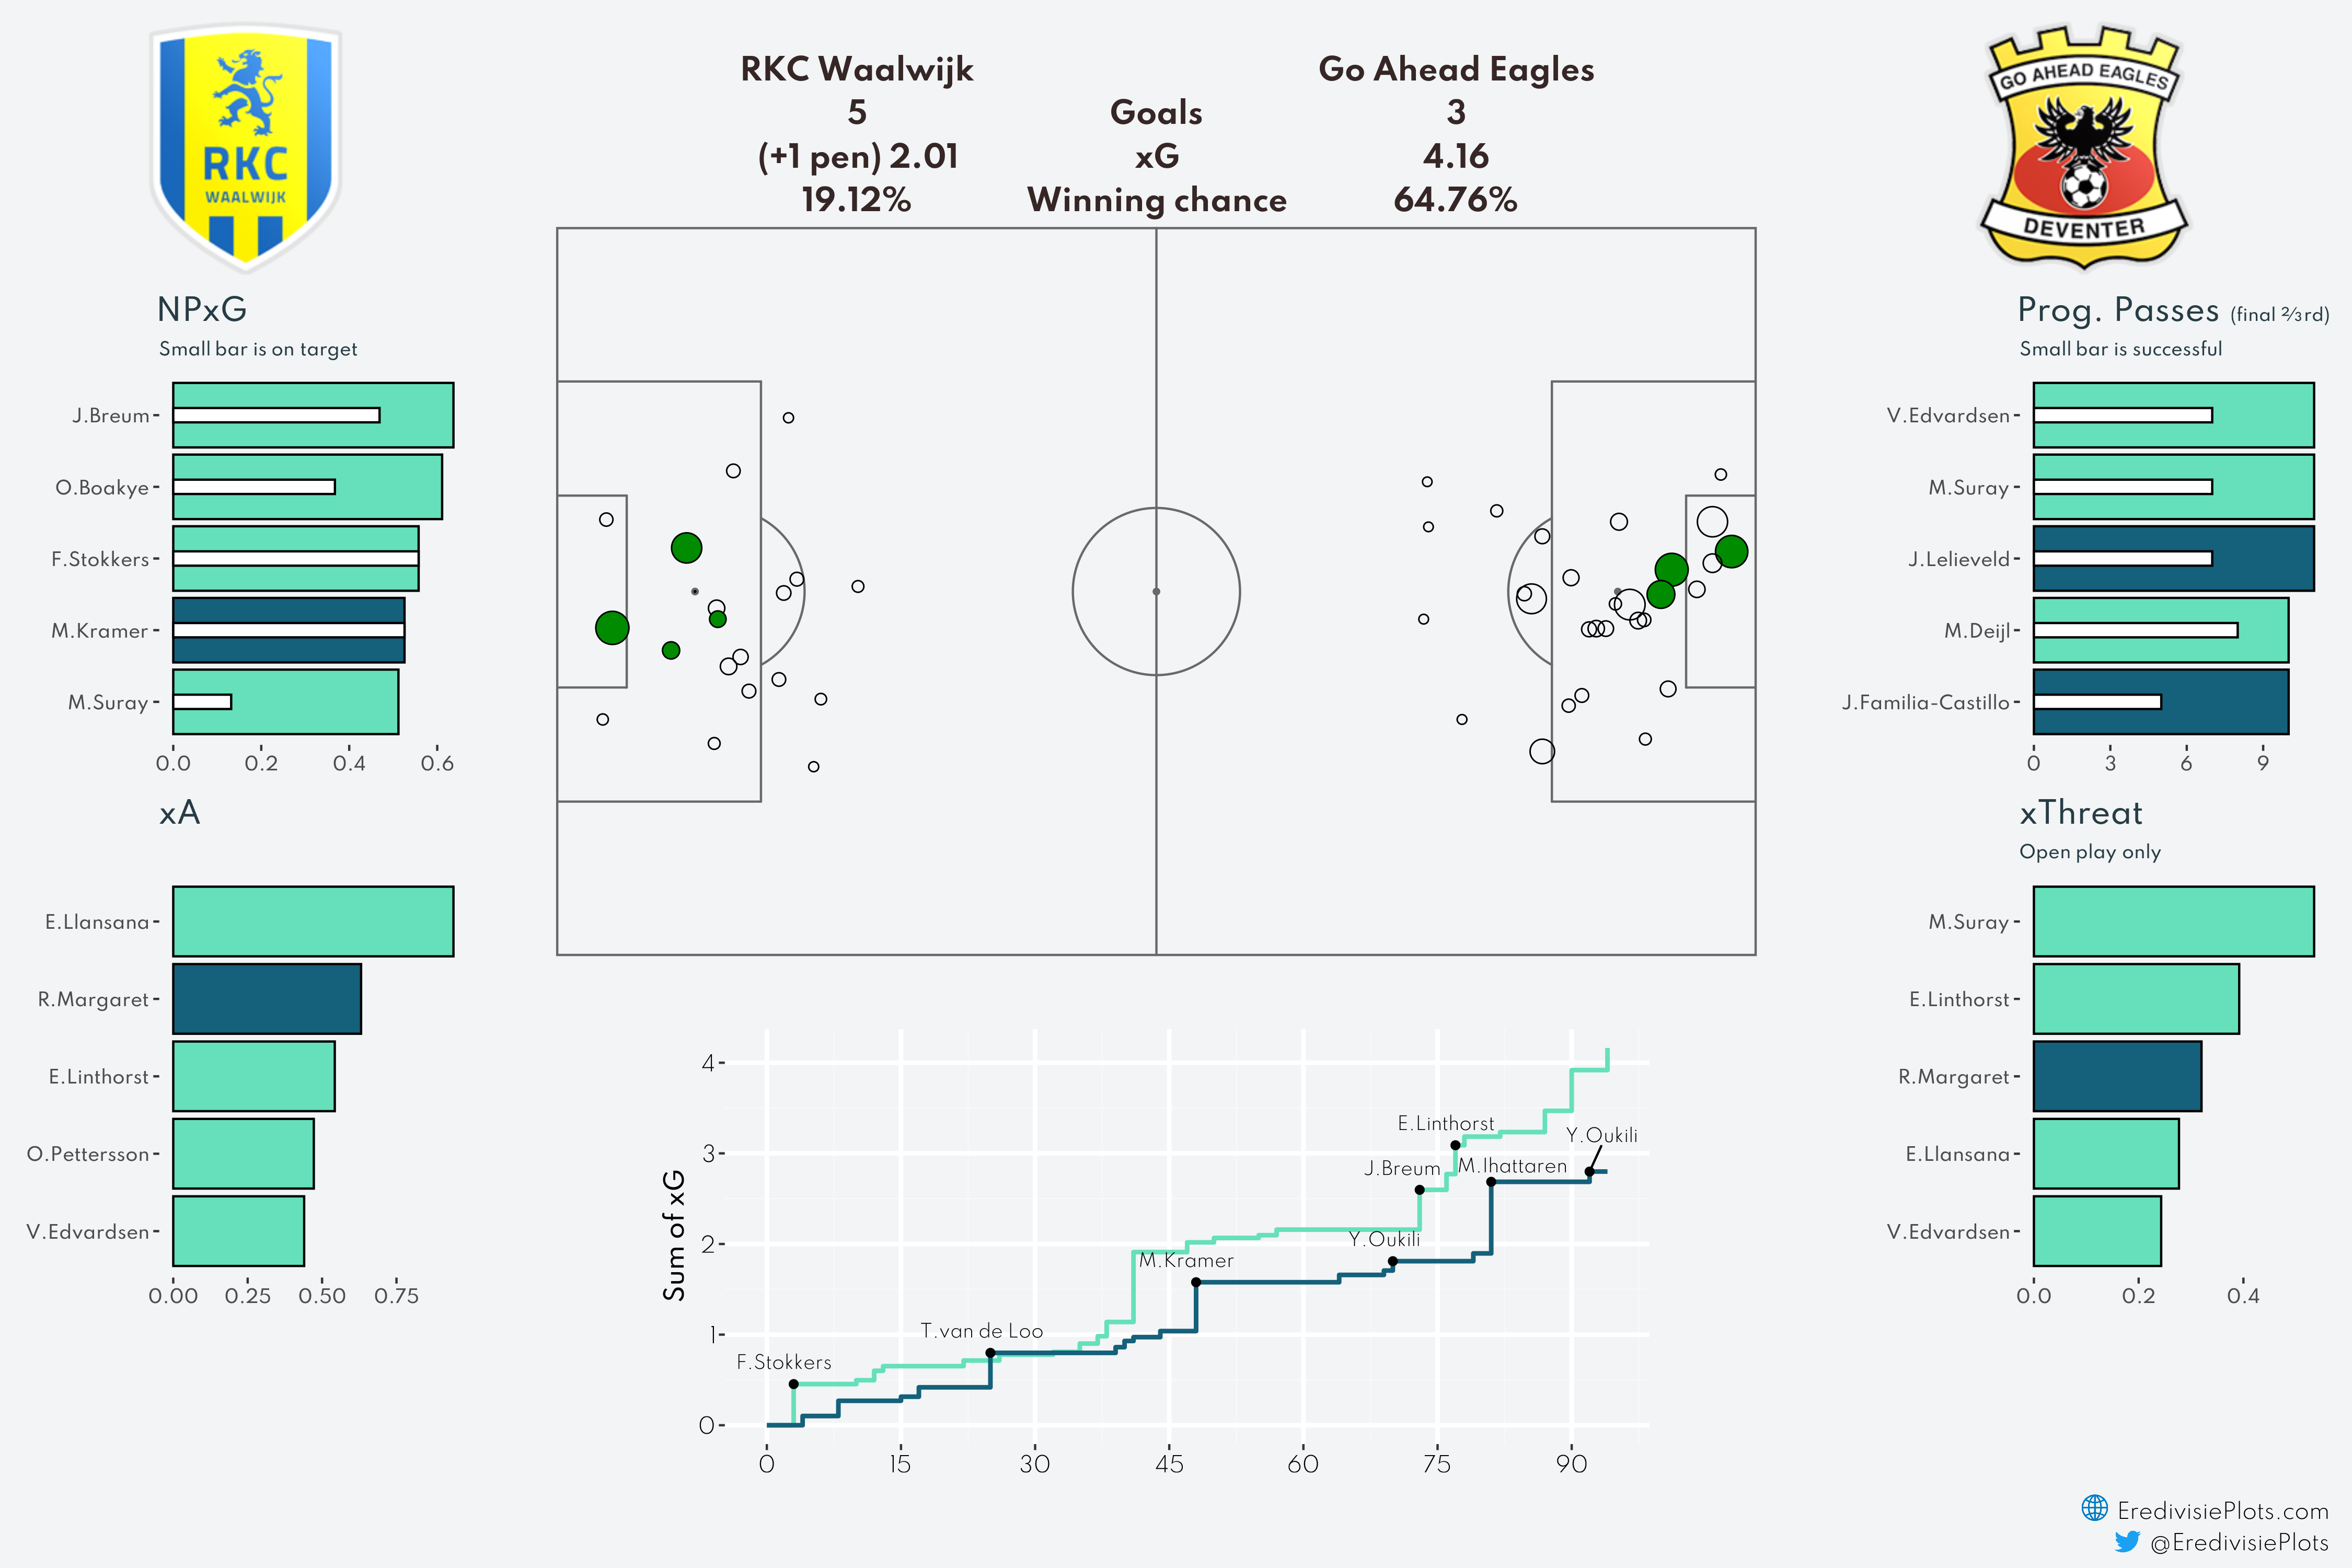 RKC
WAALWIJK
GO AHEAD EAGLES
DEVENTER
RKC Waalwijk Go Ahead Eagles
5 Goals 3
(+1 pen) 2.01 xG 4.16
19.12% Winning chance 64.76%
NPxG
Small bar is on target
J.Breum
O.Boakye
F.Stokkers
M.Kramer
M.Suray
0.0 0.2 0.4 0.6
xA
E.Llansana
R.Margaret
E.Linthorst
O.Pettersson
V.Edvardsen
0.00 0.25 0.50 0.75
Sum of xG
4
3
2
1
0
F.Stokkers
T.van de Loo
M.Kramer
Y.Oukili
J.Breum
E.Linthorst
M.Ihattaren
Y.Oukili
0 15 30 45 60 75 90
Prog. Passes (final ⅔rd)
Small bar is successful
V.Edvardsen
M.Suray
J.Lelieveld
M.Deijl
J.Familia-Castillo
0 3 6 9
xThreat
Open play only
M.Suray
E.Linthorst
R.Margaret
E.Llansana
V.Edvardsen
0.0 0.2 0.4
EredivisiePlots.com
@EredivisiePlots